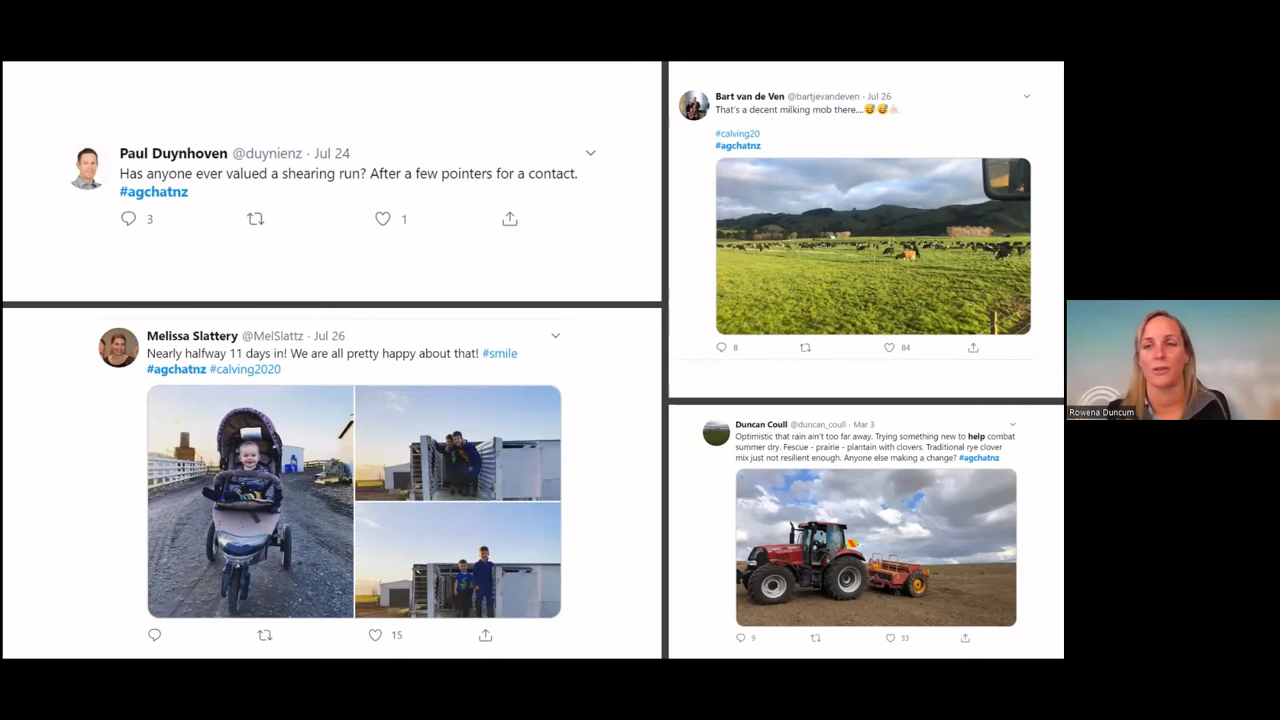 Paul Duynhoven @duynienz · Jul 24
Has anyone ever valued a shearing run? After a few pointers for a contact.
#agchatnz
3
1
Melissa Slattery @MelSlattz · Jul 26
Nearly halfway 11 days in! We are all pretty happy about that! #smile
#agchatnz #calving2020
15
Bart van de Ven @bartjevandeven · Jul 26
That's a decent milking mob there....😅😅🤞🏻.
#calving20
#agchatnz
8
84
Duncan Coull @duncan_coull · Mar 3
Optimistic that rain ain't too far away. Trying something new to help combat
summer dry. Fescue - prairie - plantain with clovers. Traditional rye clover
mix just not resilient enough. Anyone else making a change? #agchatnz
9
33
Rowena Duncum